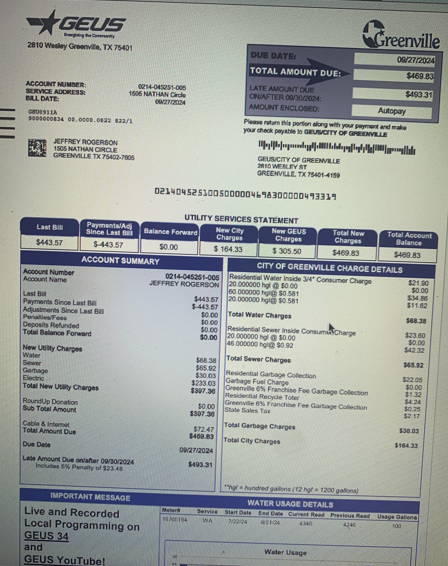 GEUS
Energizing the Community
2810 Wesley Greenville, TX 75401
Greenville
DUE DATE: 09/27/2024
TOTAL AMOUNT DUE: $469.83
LATE AMOUNT DUE ON/AFTER 09/30/2024: $493.31
AMOUNT ENCLOSED: Autopay
ACCOUNT NUMBER: 0214-045251-005
SERVICE ADDRESS: 1505 NATHAN Circle
BILL DATE: 09/27/2024
Please return this portion along with your payment and make
your check payable to GEUS/CITY OF GREENVILLE
JEFFREY ROGERSON
1505 NATHAN CIRCLE
GREENVILLE TX 75402-7805
GEUS/CITY OF GREENVILLE
2810 WESLEY ST
GREENVILLE, TX 75401-4159
UTILITY SERVICES STATEMENT
Last Bill
Payments/Adj Since Last Bill
Balance Forward
New City Charges
New GEUS Charges
Total New Charges
Total Account Balance
$443.57
$-443.57
$0.00
$ 164.33
$ 305.50
$469.83
$469.83
ACCOUNT SUMMARY
Account Number 0214-045251-005
Account Name JEFFREY ROGERSON
Last Bill $443.57
Payments Since Last Bill $-443.57
Adjustments Since Last Bill $0.00
Penalties/Fees $0.00
Deposits Refunded $0.00
Total Balance Forward $0.00
New Utility Charges
Water $68.38
Sewer $65.92
Garbage $30.03
Electric $233.03
Total New Utility Charges $397.36
RoundUp Donation $0.00
Sub Total Amount $397.36
Cable & Internet $72.47
Total Amount Due $469.83
Due Date 09/27/2024
Late Amount Due on/after 09/30/2024 $493.31
Includes 5% Penalty of $23.48
CITY OF GREENVILLE CHARGE DETAILS
Residential Water Inside 3/4" Consumer Charge $21.90
20.000000 hgl @ $0.00 $0.00
60.000000 hgl @ $0.581 $34.86
20.000000 hgl @ $0.581 $11.62
Total Water Charges $68.38
Residential Sewer Inside Consumer Charge $23.60
20.000000 hgl @ $0.00 $0.00
46.000000 hgl @ $0.92 $42.32
Total Sewer Charges $65.92
Residential Garbage Collection $22.05
Garbage Fuel Charge $0.00
Greenville 6% Franchise Fee Garbage Collection $1.32
Residential Recycle Toter $4.24
Greenville 6% Franchise Fee Garbage Collection $0.25
State Sales Tax $2.17
Total Garbage Charges $30.03
Total City Charges $164.33
**hgl = hundred gallons (12 hgl = 1200 gallons)
IMPORTANT MESSAGE
Live and Recorded
Local Programming on
GEUS 34
and
GEUS YouTube!
WATER USAGE DETAILS
Meter# Service Start Date End Date Current Read Previous Read Usage Gallons
WA 7/22/24 8/21/24 4346 4246 100
Water Usage